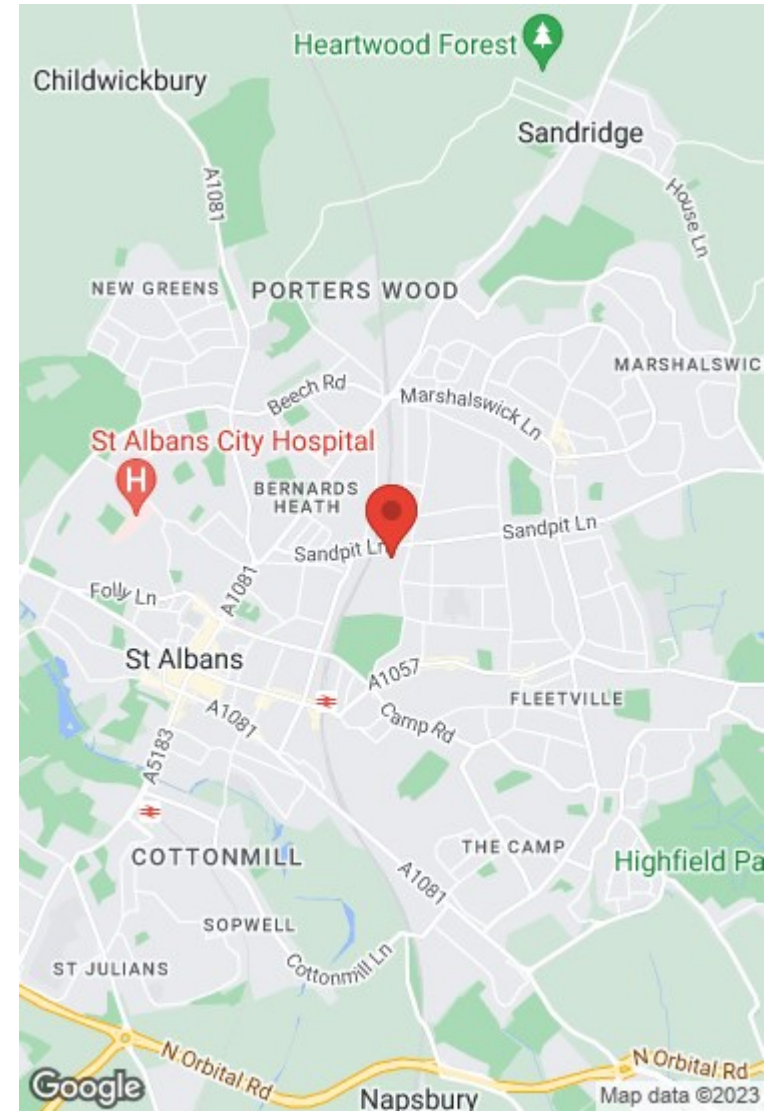 Heartwood Forest
Childwickbury
Sandridge
A1081
House Ln
NEW GREENS
PORTERS WOOD
MARSHALSWIC
Beech Rd
Marshalswick Ln
St Albans City Hospital
H
BERNARDS
HEATH
Sandpit Ln
Sandpit Ln
Folly Ln
A1081
St Albans
A1057
FLEETVILLE
A1081
Camp Rd
A5183
THE CAMP
COTTONMILL
Highfield Pa
A1081
SOPWELL
Cottonmill Ln
ST JULIANS
N Orbital Rd
N Orbital Rd
Google
Napsbury
Map data ©2023